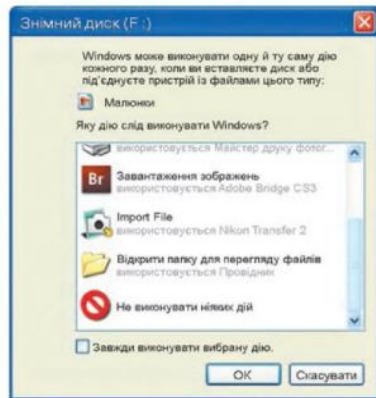 Знімний диск (F:)
Windows може виконувати одну й ту саму дію
кожного разу, коли ви вставляєте диск або
під'єднуєте пристрій із файлами цього типу:
Малюнки
Яку дію слід виконувати Windows?
використовується Майстер друку фотог...
Br Завантаження зображень
використовується Adobe Bridge CS3
Import File
використовується Nikon Transfer 2
Відкрити папку для перегляду файлів
використовується Провідник
Не виконувати ніяких дій
Завжди виконувати вибрану дію.
ОК Скасувати